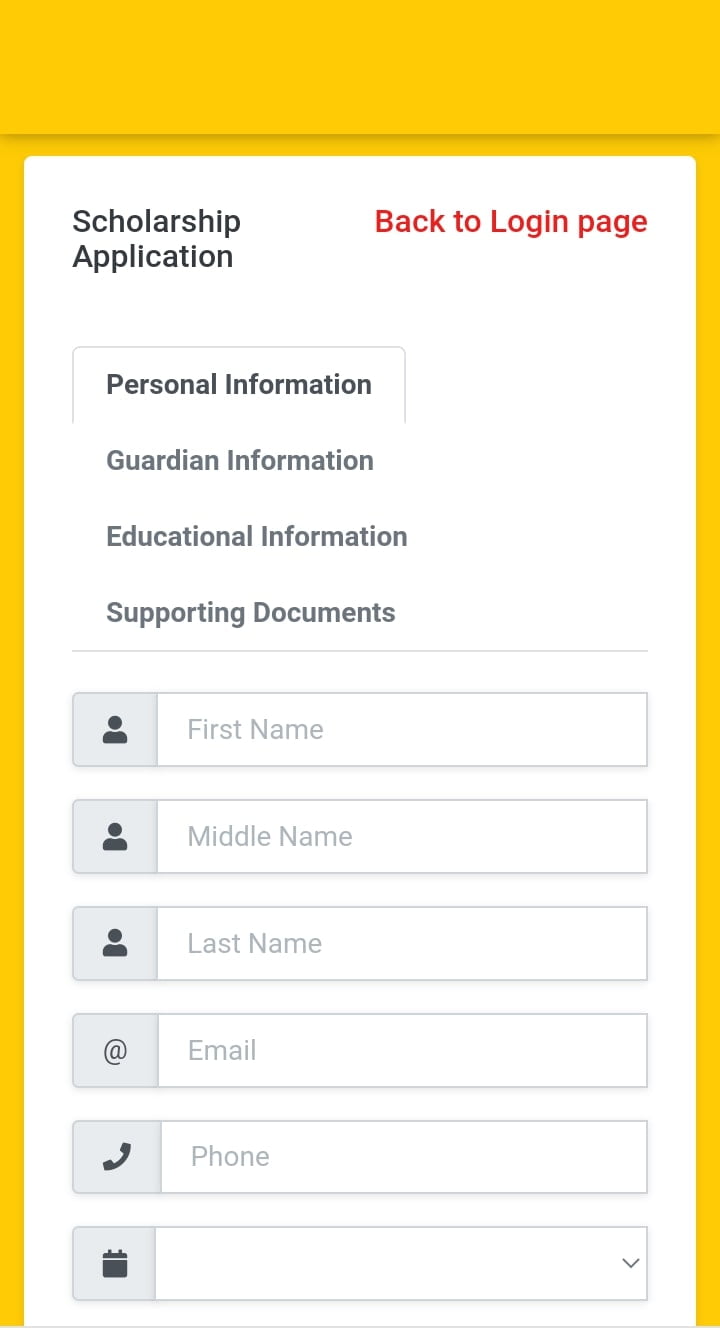 Scholarship
Application
Back to Login page
Personal Information
Guardian Information
Educational Information
Supporting Documents
First Name
Middle Name
Last Name
@ Email
Phone